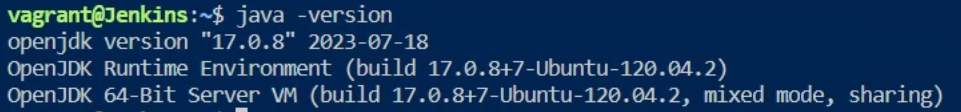 vagrant@Jenkins:~$ java -version
openjdk version "17.0.8" 2023-07-18
OpenJDK Runtime Environment (build 17.0.8+7-Ubuntu-120.04.2)
OpenJDK 64-Bit Server VM (build 17.0.8+7-Ubuntu-120.04.2, mixed mode, sharing)